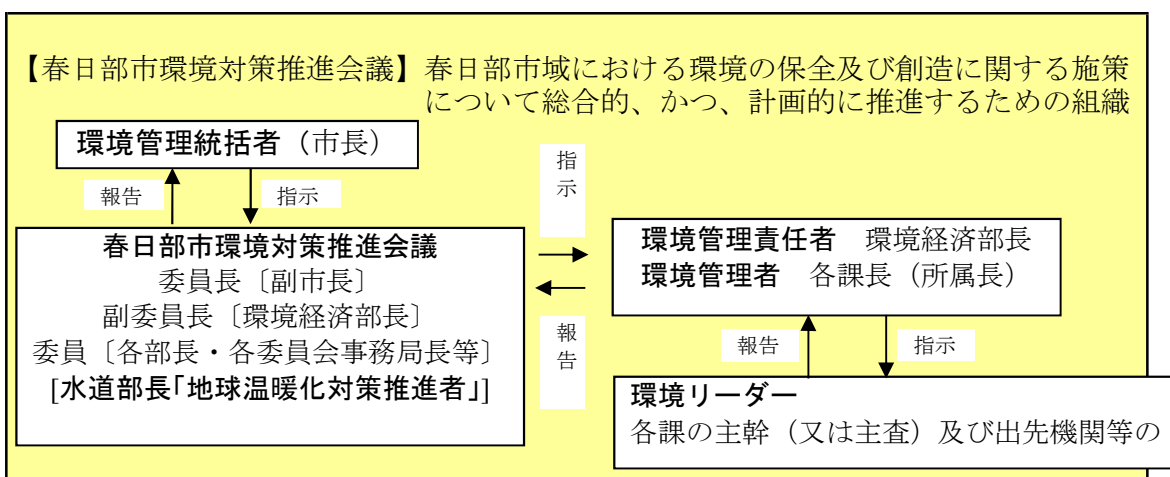 【春日部市環境対策推進会議】春日部市域における環境の保全及び創造に関する施策
について総合的、かつ、計画的に推進するための組織
環境管理統括者（市長）
報告
指示
春日部市環境対策推進会議
委員長〔副市長〕
副委員長〔環境経済部長〕
委員〔各部長・各委員会事務局長等〕
[水道部長「地球温暖化対策推進者」]
指示
報告
環境管理責任者　環境経済部長
環境管理者　各課長（所属長）
報告
指示
環境リーダー
各課の主幹（又は主査）及び出先機関等の